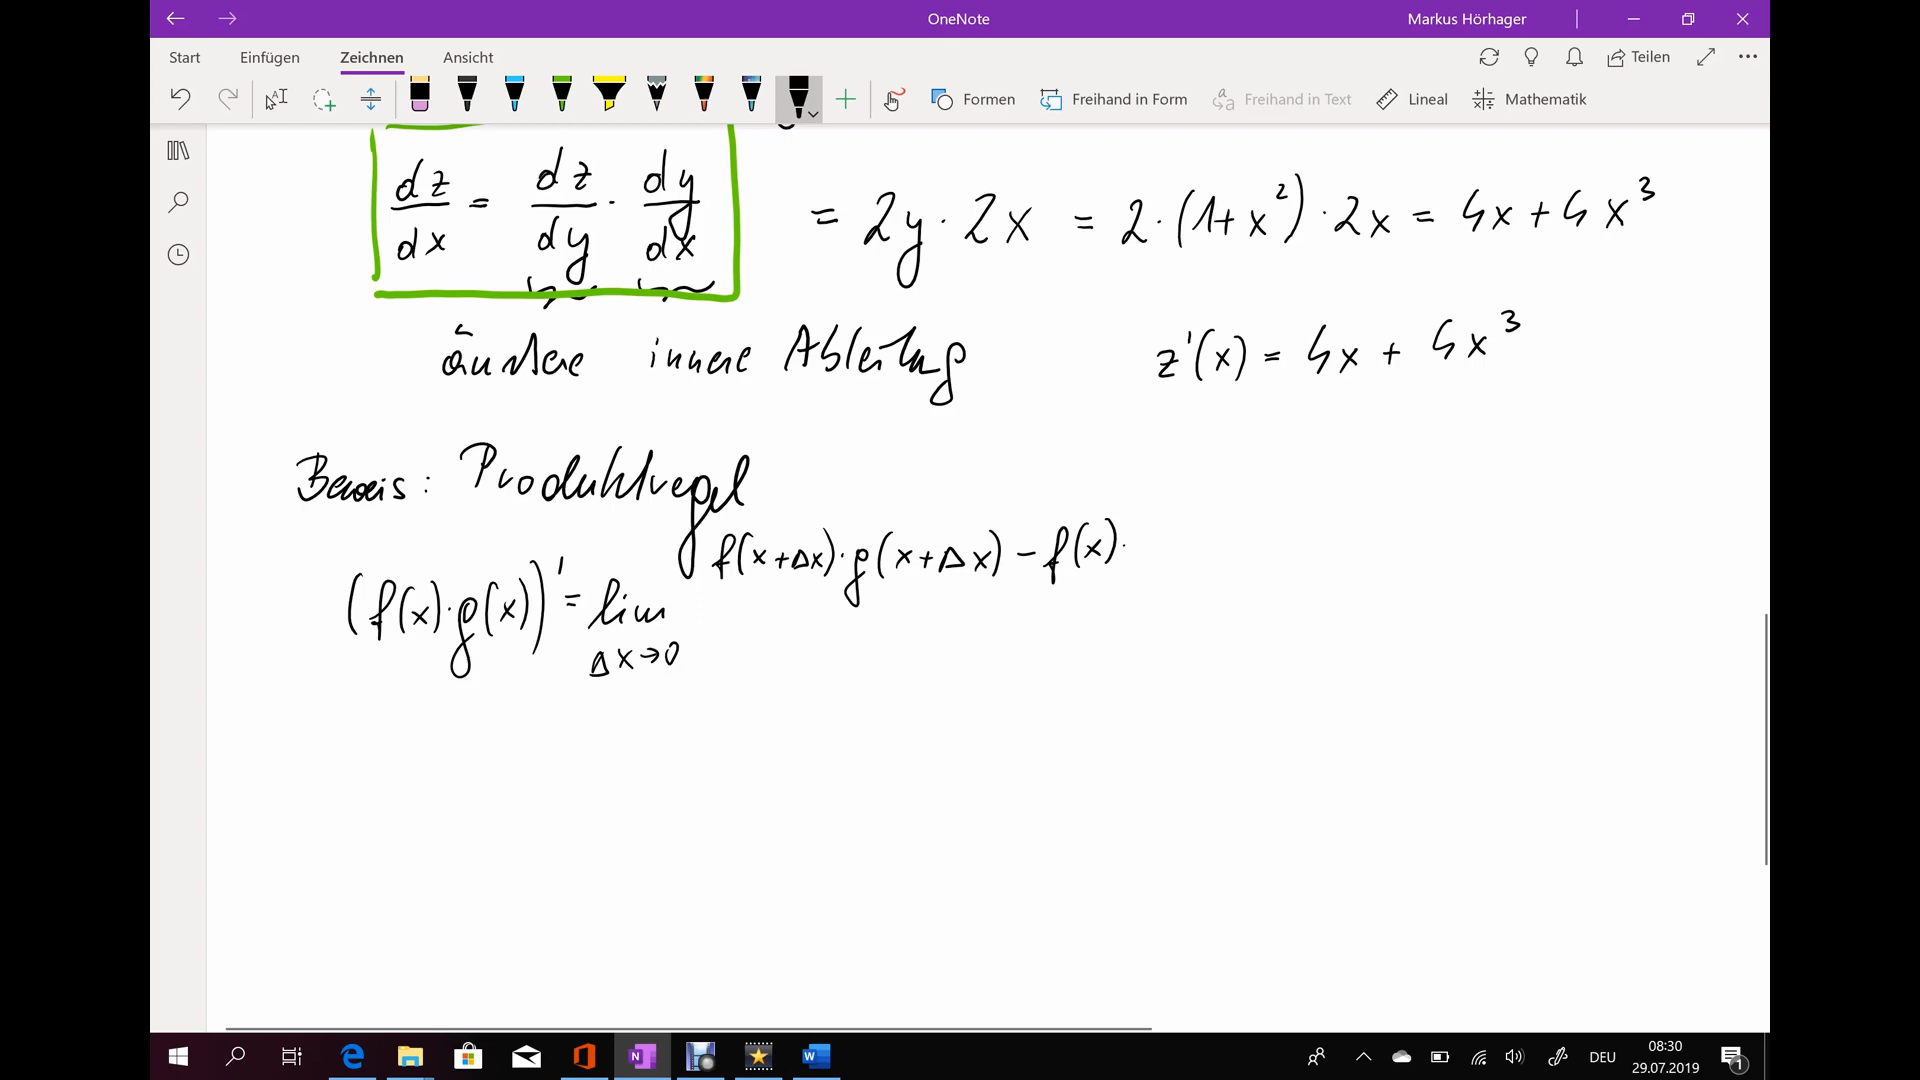 OneNote
Markus Hörhager
Start Einfügen Zeichnen Ansicht
Teilen
Formen Freihand in Form Freihand in Text Lineal Mathematik
dz/dx = dz/dy · dy/dx
= 2y · 2x = 2·(1+x²)·2x = 4x + 4x³
äußere innere Ableitung
z'(x) = 4x + 4x³
Beweis: Produktregel
f(x+Δx)·g(x+Δx) − f(x)·
(f(x)·g(x))' = lim
Δx→0
DEU
08:30
29.07.2019
1